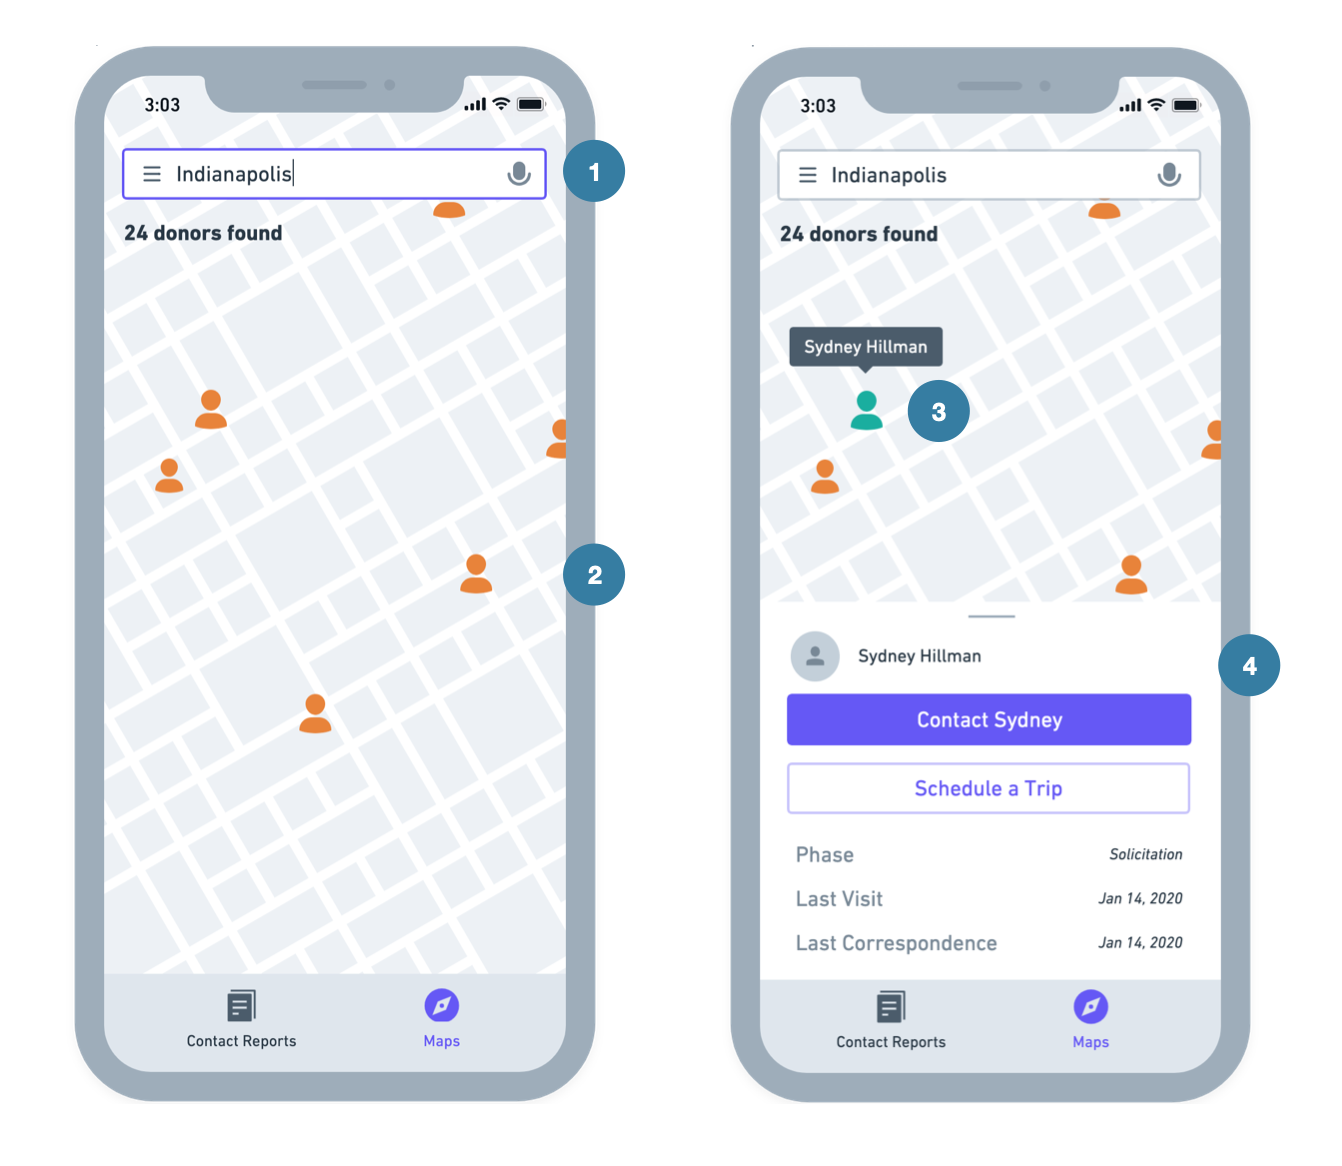 3:03
Indianapolis
1
24 donors found
2
Contact Reports
Maps
3:03
Indianapolis
24 donors found
Sydney Hillman
3
Sydney Hillman
4
Contact Sydney
Schedule a Trip
Phase Solicitation
Last Visit Jan 14, 2020
Last Correspondence Jan 14, 2020
Contact Reports
Maps